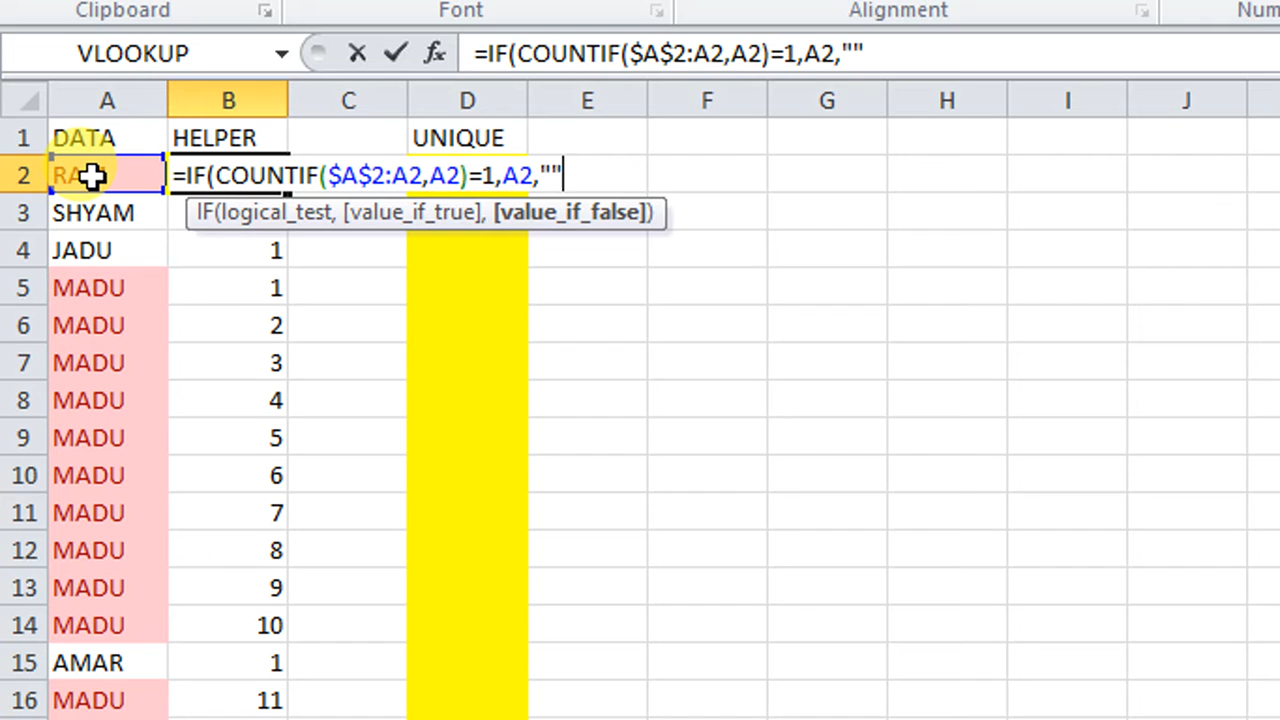 Clipboard Font Alignment
VLOOKUP =IF(COUNTIF($A$2:A2,A2)=1,A2,""
A B C D E F G H I J
1 DATA HELPER UNIQUE
2 =IF(COUNTIF($A$2:A2,A2)=1,A2,""
IF(logical_test, [value_if_true], [value_if_false])
3 SHYAM
4 JADU 1
5 MADU 1
6 MADU 2
7 MADU 3
8 MADU 4
9 MADU 5
10 MADU 6
11 MADU 7
12 MADU 8
13 MADU 9
14 MADU 10
15 AMAR 1
16 MADU 11